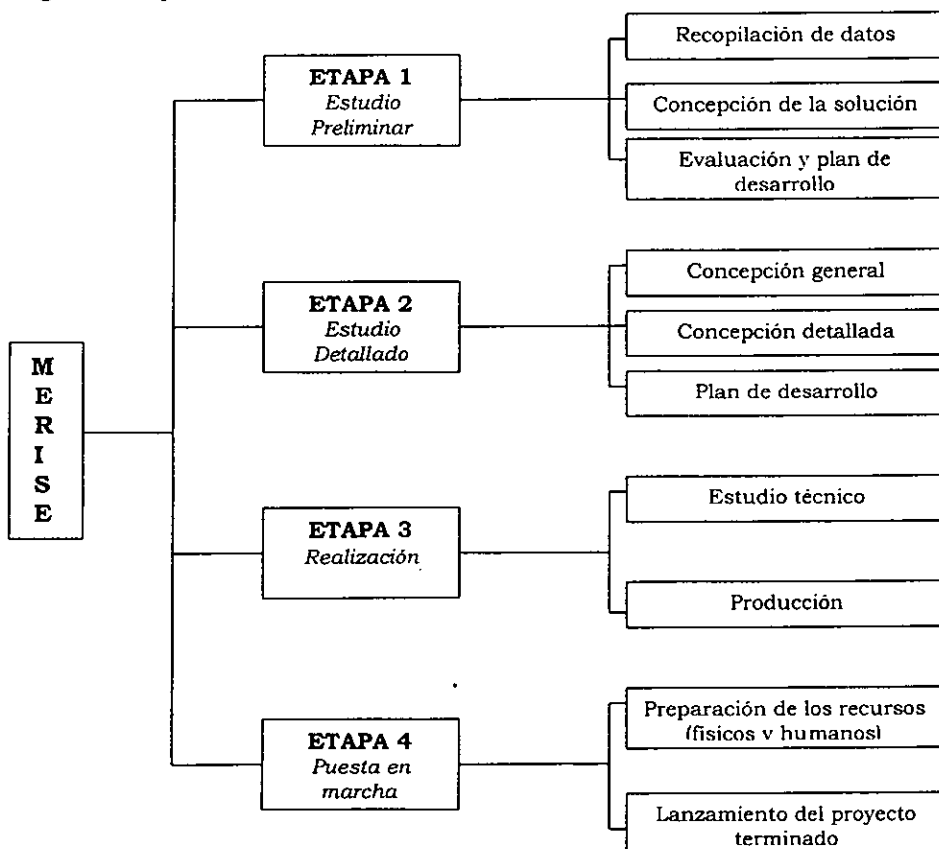 ETAPA 1
Estudio
Preliminar
Recopilación de datos
Concepción de la solución
Evaluación y plan de
desarrollo
ETAPA 2
Estudio
Detallado
Concepción general
Concepción detallada
Plan de desarrollo
M
E
R
I
S
E
ETAPA 3
Realización
Estudio técnico
Producción
ETAPA 4
Puesta en
marcha
Preparación de los recursos
(físicos y humanos)
Lanzamiento del proyecto
terminado